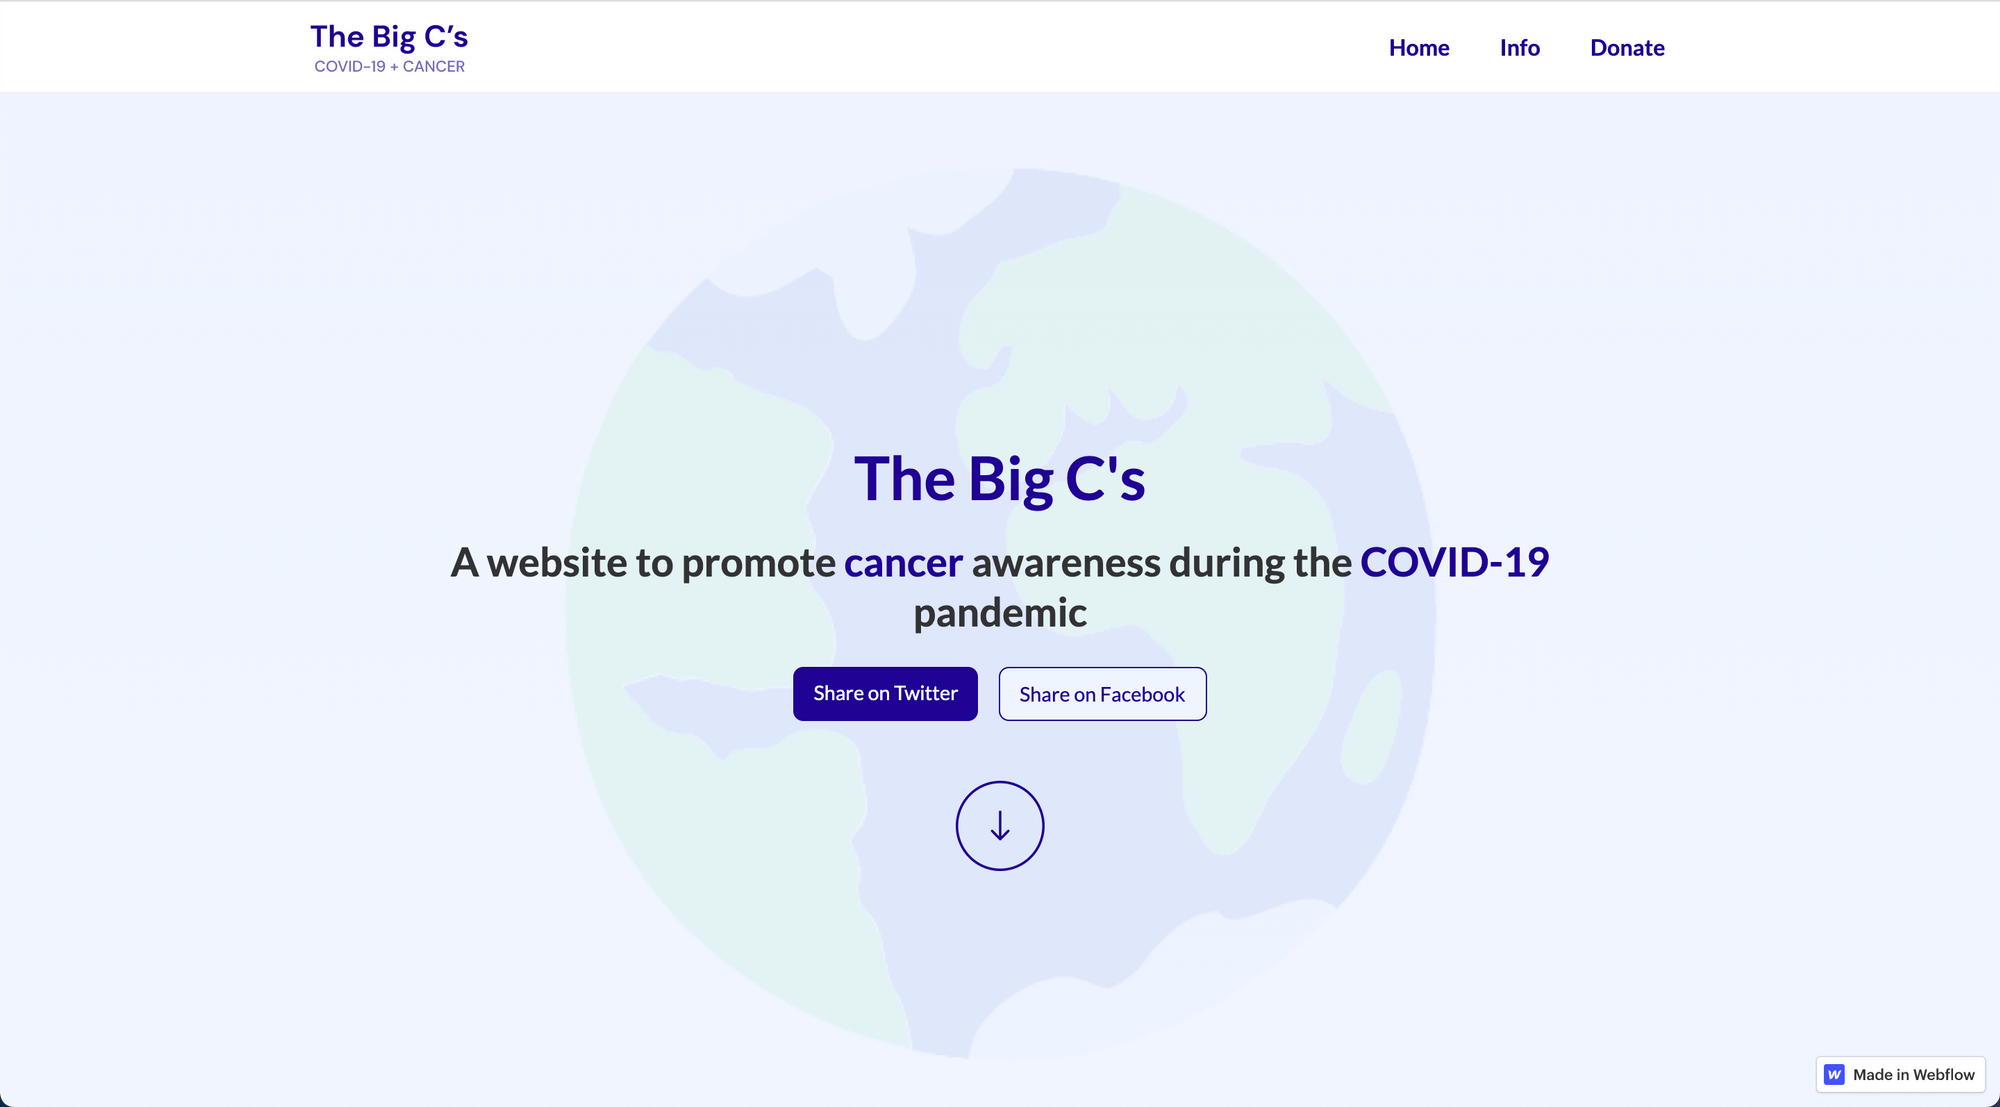 The Big C’s
COVID-19 + CANCER
Home Info Donate
The Big C's
A website to promote cancer awareness during the COVID-19
pandemic
Share on Twitter
Share on Facebook
Made in Webflow